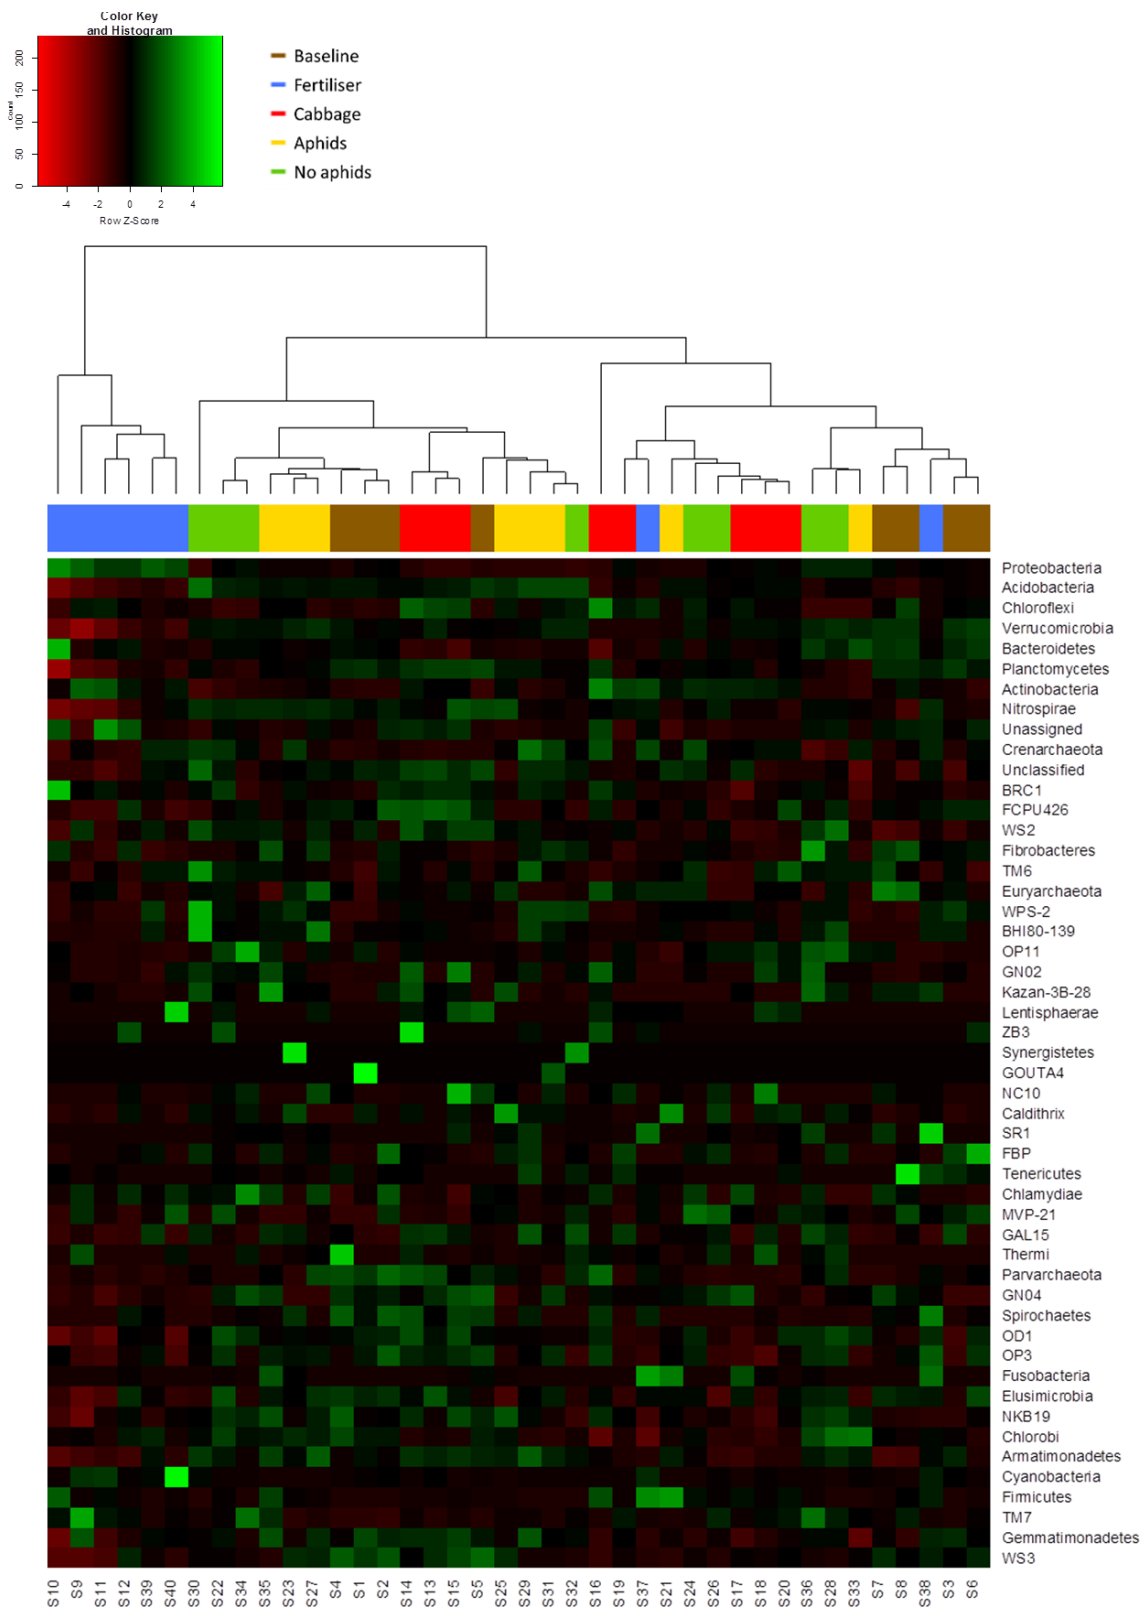 Color Key
and Histogram
Count
0
50
100
150
200
-4
-2
0
2
4
Row Z-Score
Baseline
Fertiliser
Cabbage
Aphids
No aphids
Proteobacteria
Acidobacteria
Chloroflexi
Verrucomicrobia
Bacteroidetes
Planctomycetes
Actinobacteria
Nitrospirae
Unassigned
Crenarchaeota
Unclassified
BRC1
FCPU426
WS2
Fibrobacteres
TM6
Euryarchaeota
WPS-2
BHI80-139
OP11
GN02
Kazan-3B-28
Lentisphaerae
ZB3
Synergistetes
GOUTA4
NC10
Caldithrix
SR1
FBP
Tenericutes
Chlamydiae
MVP-21
GAL15
Thermi
Parvarchaeota
GN04
Spirochaetes
OD1
OP3
Fusobacteria
Elusimicrobia
NKB19
Chlorobi
Armatimonadetes
Cyanobacteria
Firmicutes
TM7
Gemmatimonadetes
WS3
S10
S9
S11
S12
S39
S40
S30
S22
S34
S35
S23
S27
S4
S1
S2
S14
S13
S15
S5
S25
S29
S31
S32
S16
S19
S37
S21
S24
S26
S17
S18
S20
S36
S28
S33
S7
S8
S38
S3
S6